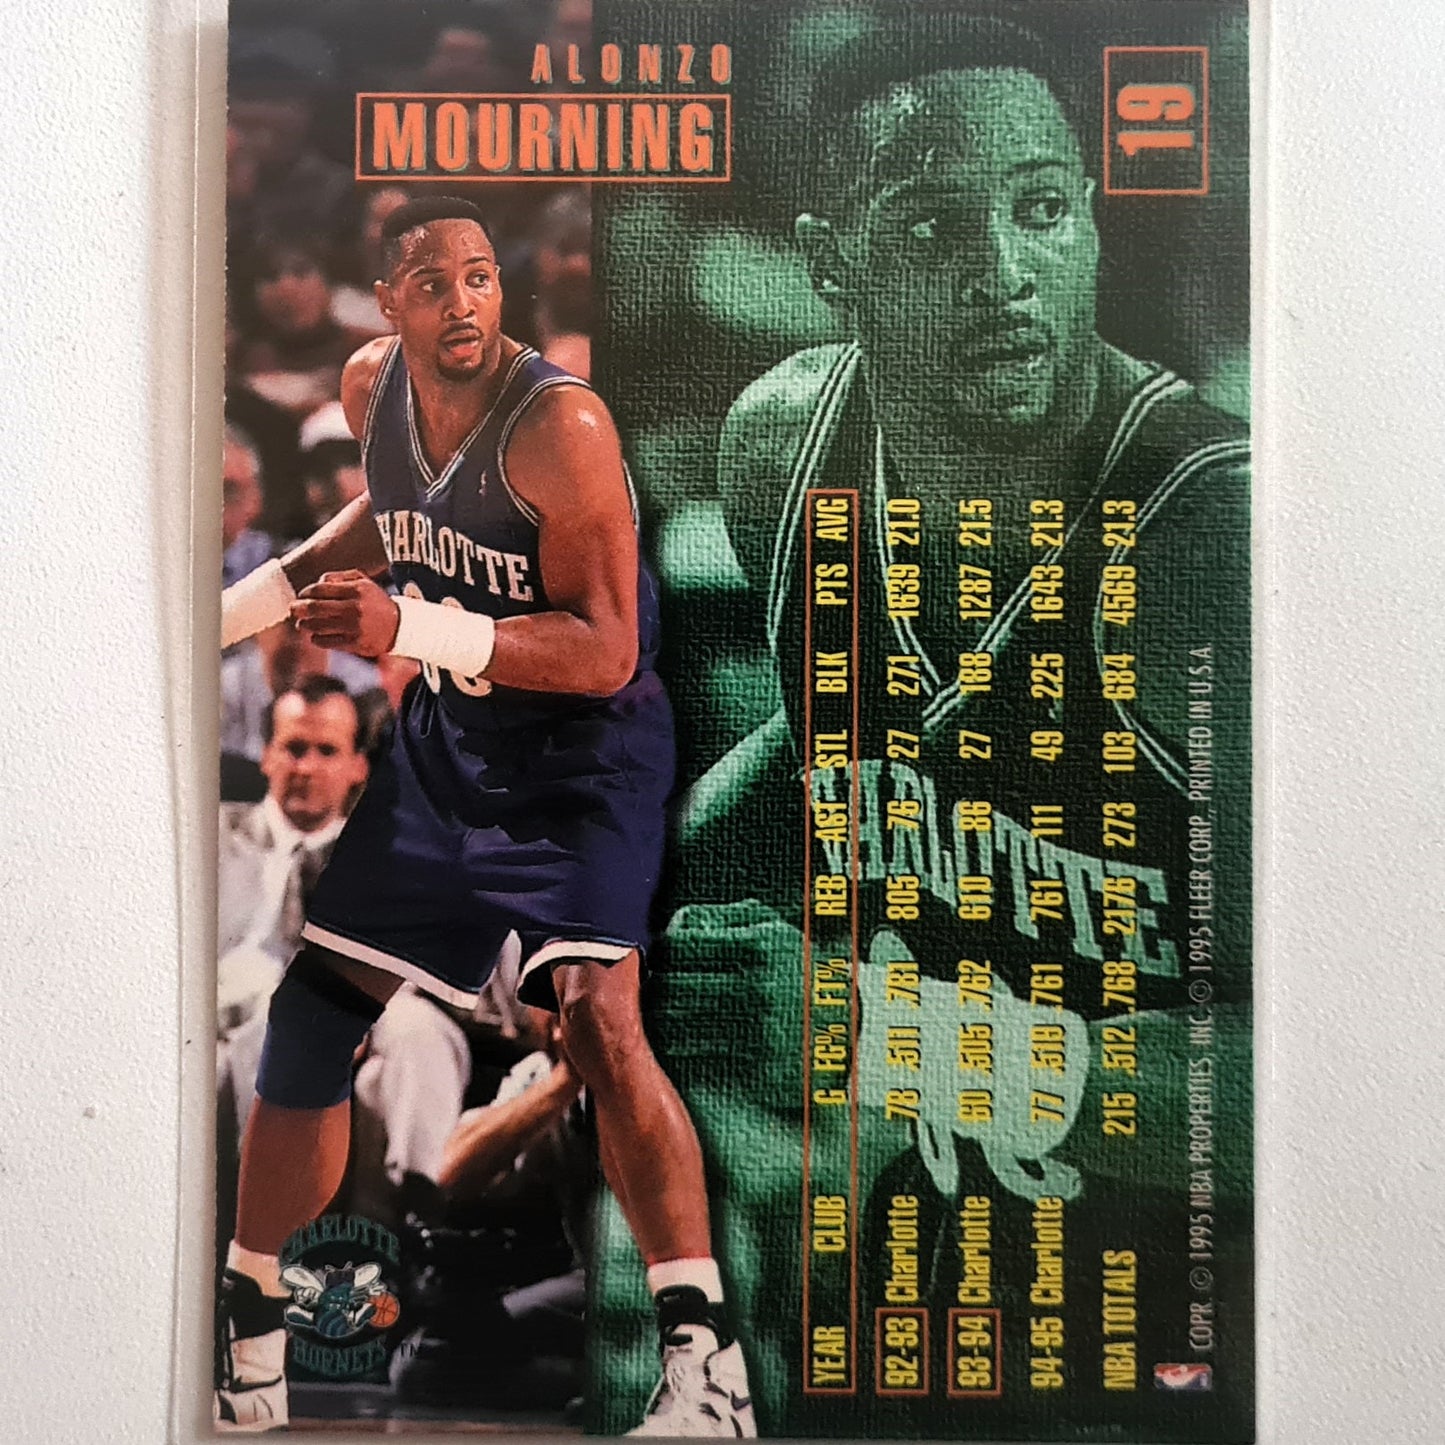 ALONZO
MOURNING
19
CHARLOTTE
YEAR CLUB G FG% FT% REB AST STL BLK PTS AVG
92-93 Charlotte 78 .511 .781 805 76 27 271 1639 21.0
93-94 Charlotte 60 .505 .762 610 86 27 188 1287 21.5
94-95 Charlotte 77 .519 .761 761 111 49 225 1643 21.3
NBA TOTALS 215 .512 .768 2176 273 103 684 4569 21.3
COPR. © 1995 NBA PROPERTIES, INC. © 1995 FLEER CORP., PRINTED IN U.S.A.
HARLOTTE
CHARLOTTE
HORNETS TM